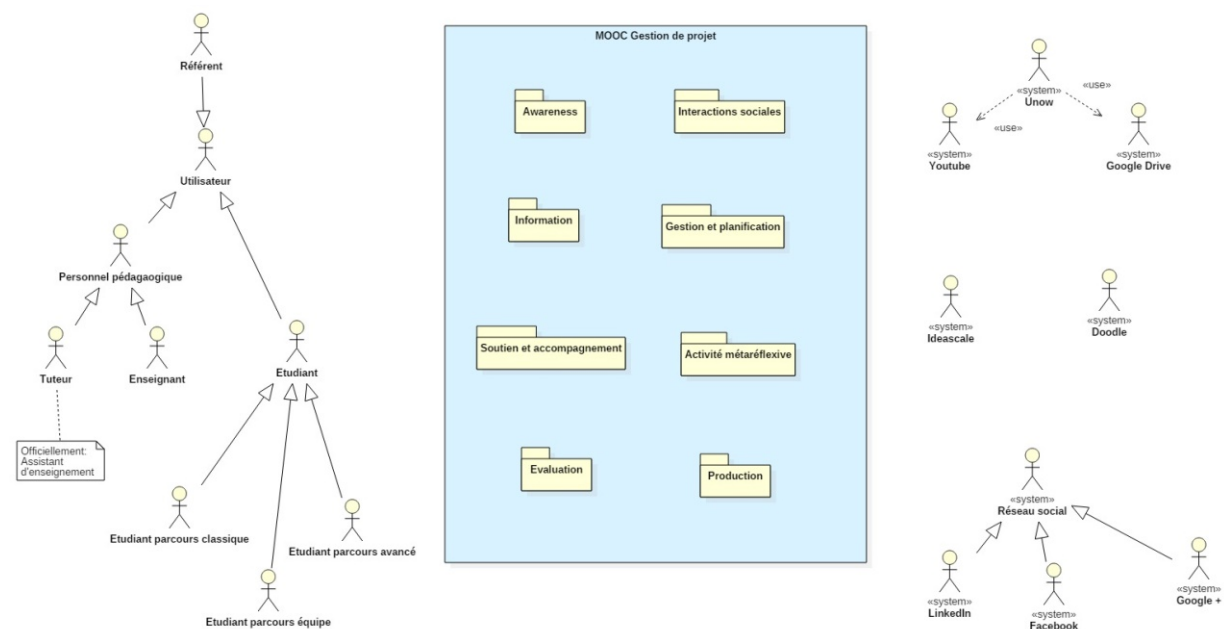 Référent
Utilisateur
Personnel pédagaogique
Tuteur
Enseignant
Officiellement:
Assistant
d'enseignement
Etudiant
Etudiant parcours classique
Etudiant parcours avancé
Etudiant parcours équipe
MOOC Gestion de projet
Awareness
Interactions sociales
Information
Gestion et planification
Soutien et accompagnement
Activité métaréflexive
Evaluation
Production
«system»
Unow
«use»
«use»
«system»
Youtube
«system»
Google Drive
«system»
Ideascale
«system»
Doodle
«system»
Réseau social
«system»
LinkedIn
«system»
Facebook
«system»
Google +